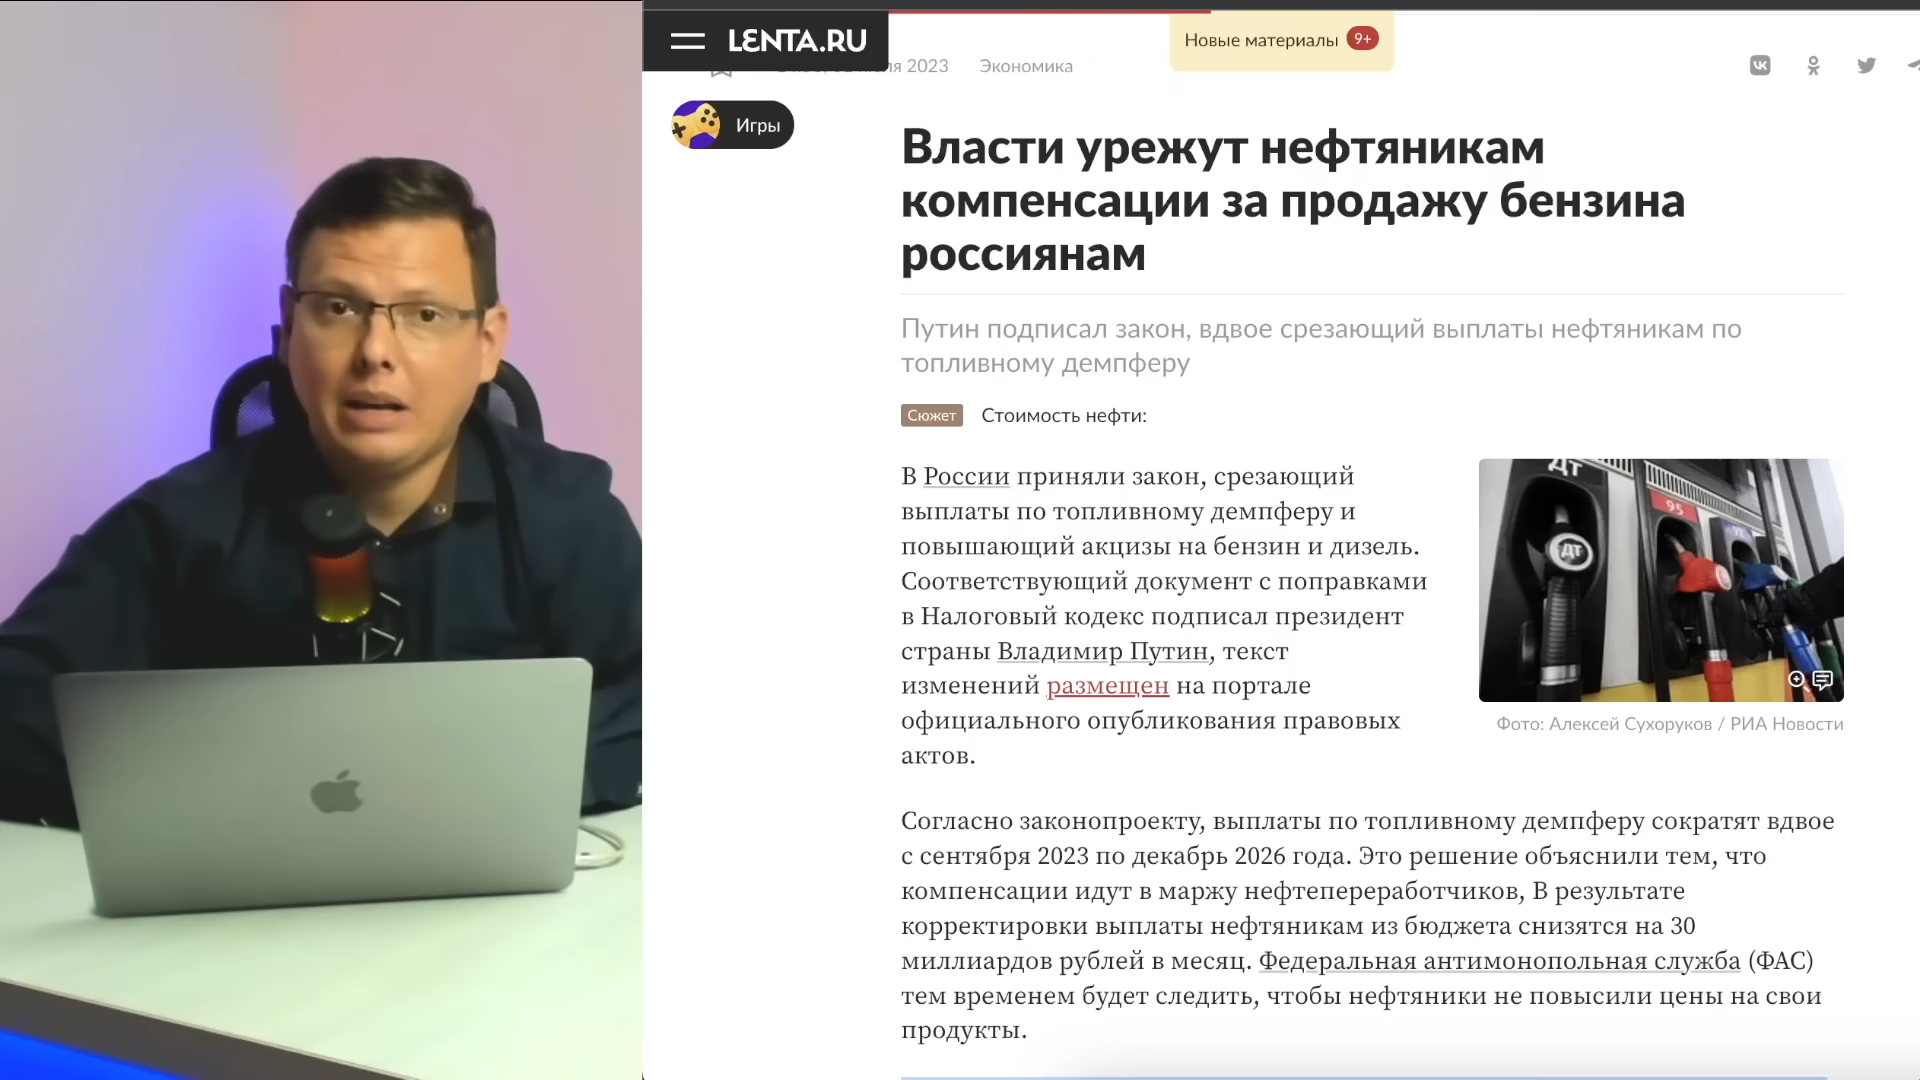 LENTA.RU
Новые материалы 9+
2023 Экономика
Игры
Власти урежут нефтяникам
компенсации за продажу бензина
россиянам
Путин подписал закон, вдвое срезающий выплаты нефтяникам по
топливному демпферу
Сюжет Стоимость нефти:
В России приняли закон, срезающий
выплаты по топливному демпферу и
повышающий акцизы на бензин и дизель.
Соответствующий документ с поправками
в Налоговый кодекс подписал президент
страны Владимир Путин, текст
изменений размещен на портале
официального опубликования правовых
актов.
ДТ
95
ДТ
Фото: Алексей Сухоруков / РИА Новости
Согласно законопроекту, выплаты по топливному демпферу сократят вдвое
с сентября 2023 по декабрь 2026 года. Это решение объяснили тем, что
компенсации идут в маржу нефтепереработчиков, В результате
корректировки выплаты нефтяникам из бюджета снизятся на 30
миллиардов рублей в месяц. Федеральная антимонопольная служба (ФАС)
тем временем будет следить, чтобы нефтяники не повысили цены на свои
продукты.